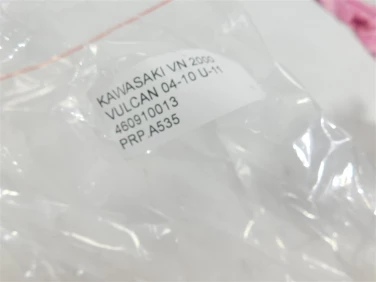 KAWASAKI VN 2000
VULCAN 04-10 U-11
460910013
PRP A535